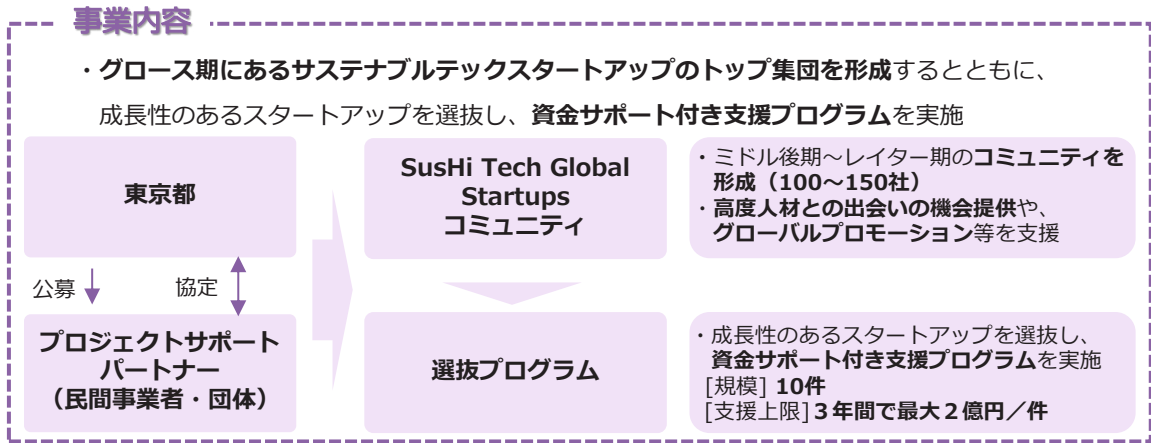 事業内容
・グロース期にあるサステナブルテックスタートアップのトップ集団を形成するとともに、
成長性のあるスタートアップを選抜し、資金サポート付き支援プログラムを実施
東京都
公募
協定
プロジェクトサポート
パートナー
（民間事業者・団体）
SusHi Tech Global
Startups
コミュニティ
・ミドル後期～レイター期のコミュニティを
形成（100～150社）
・高度人材との出会いの機会提供や、
グローバルプロモーション等を支援
選抜プログラム
・成長性のあるスタートアップを選抜し、
資金サポート付き支援プログラムを実施
[規模] 10件
[支援上限]３年間で最大２億円／件